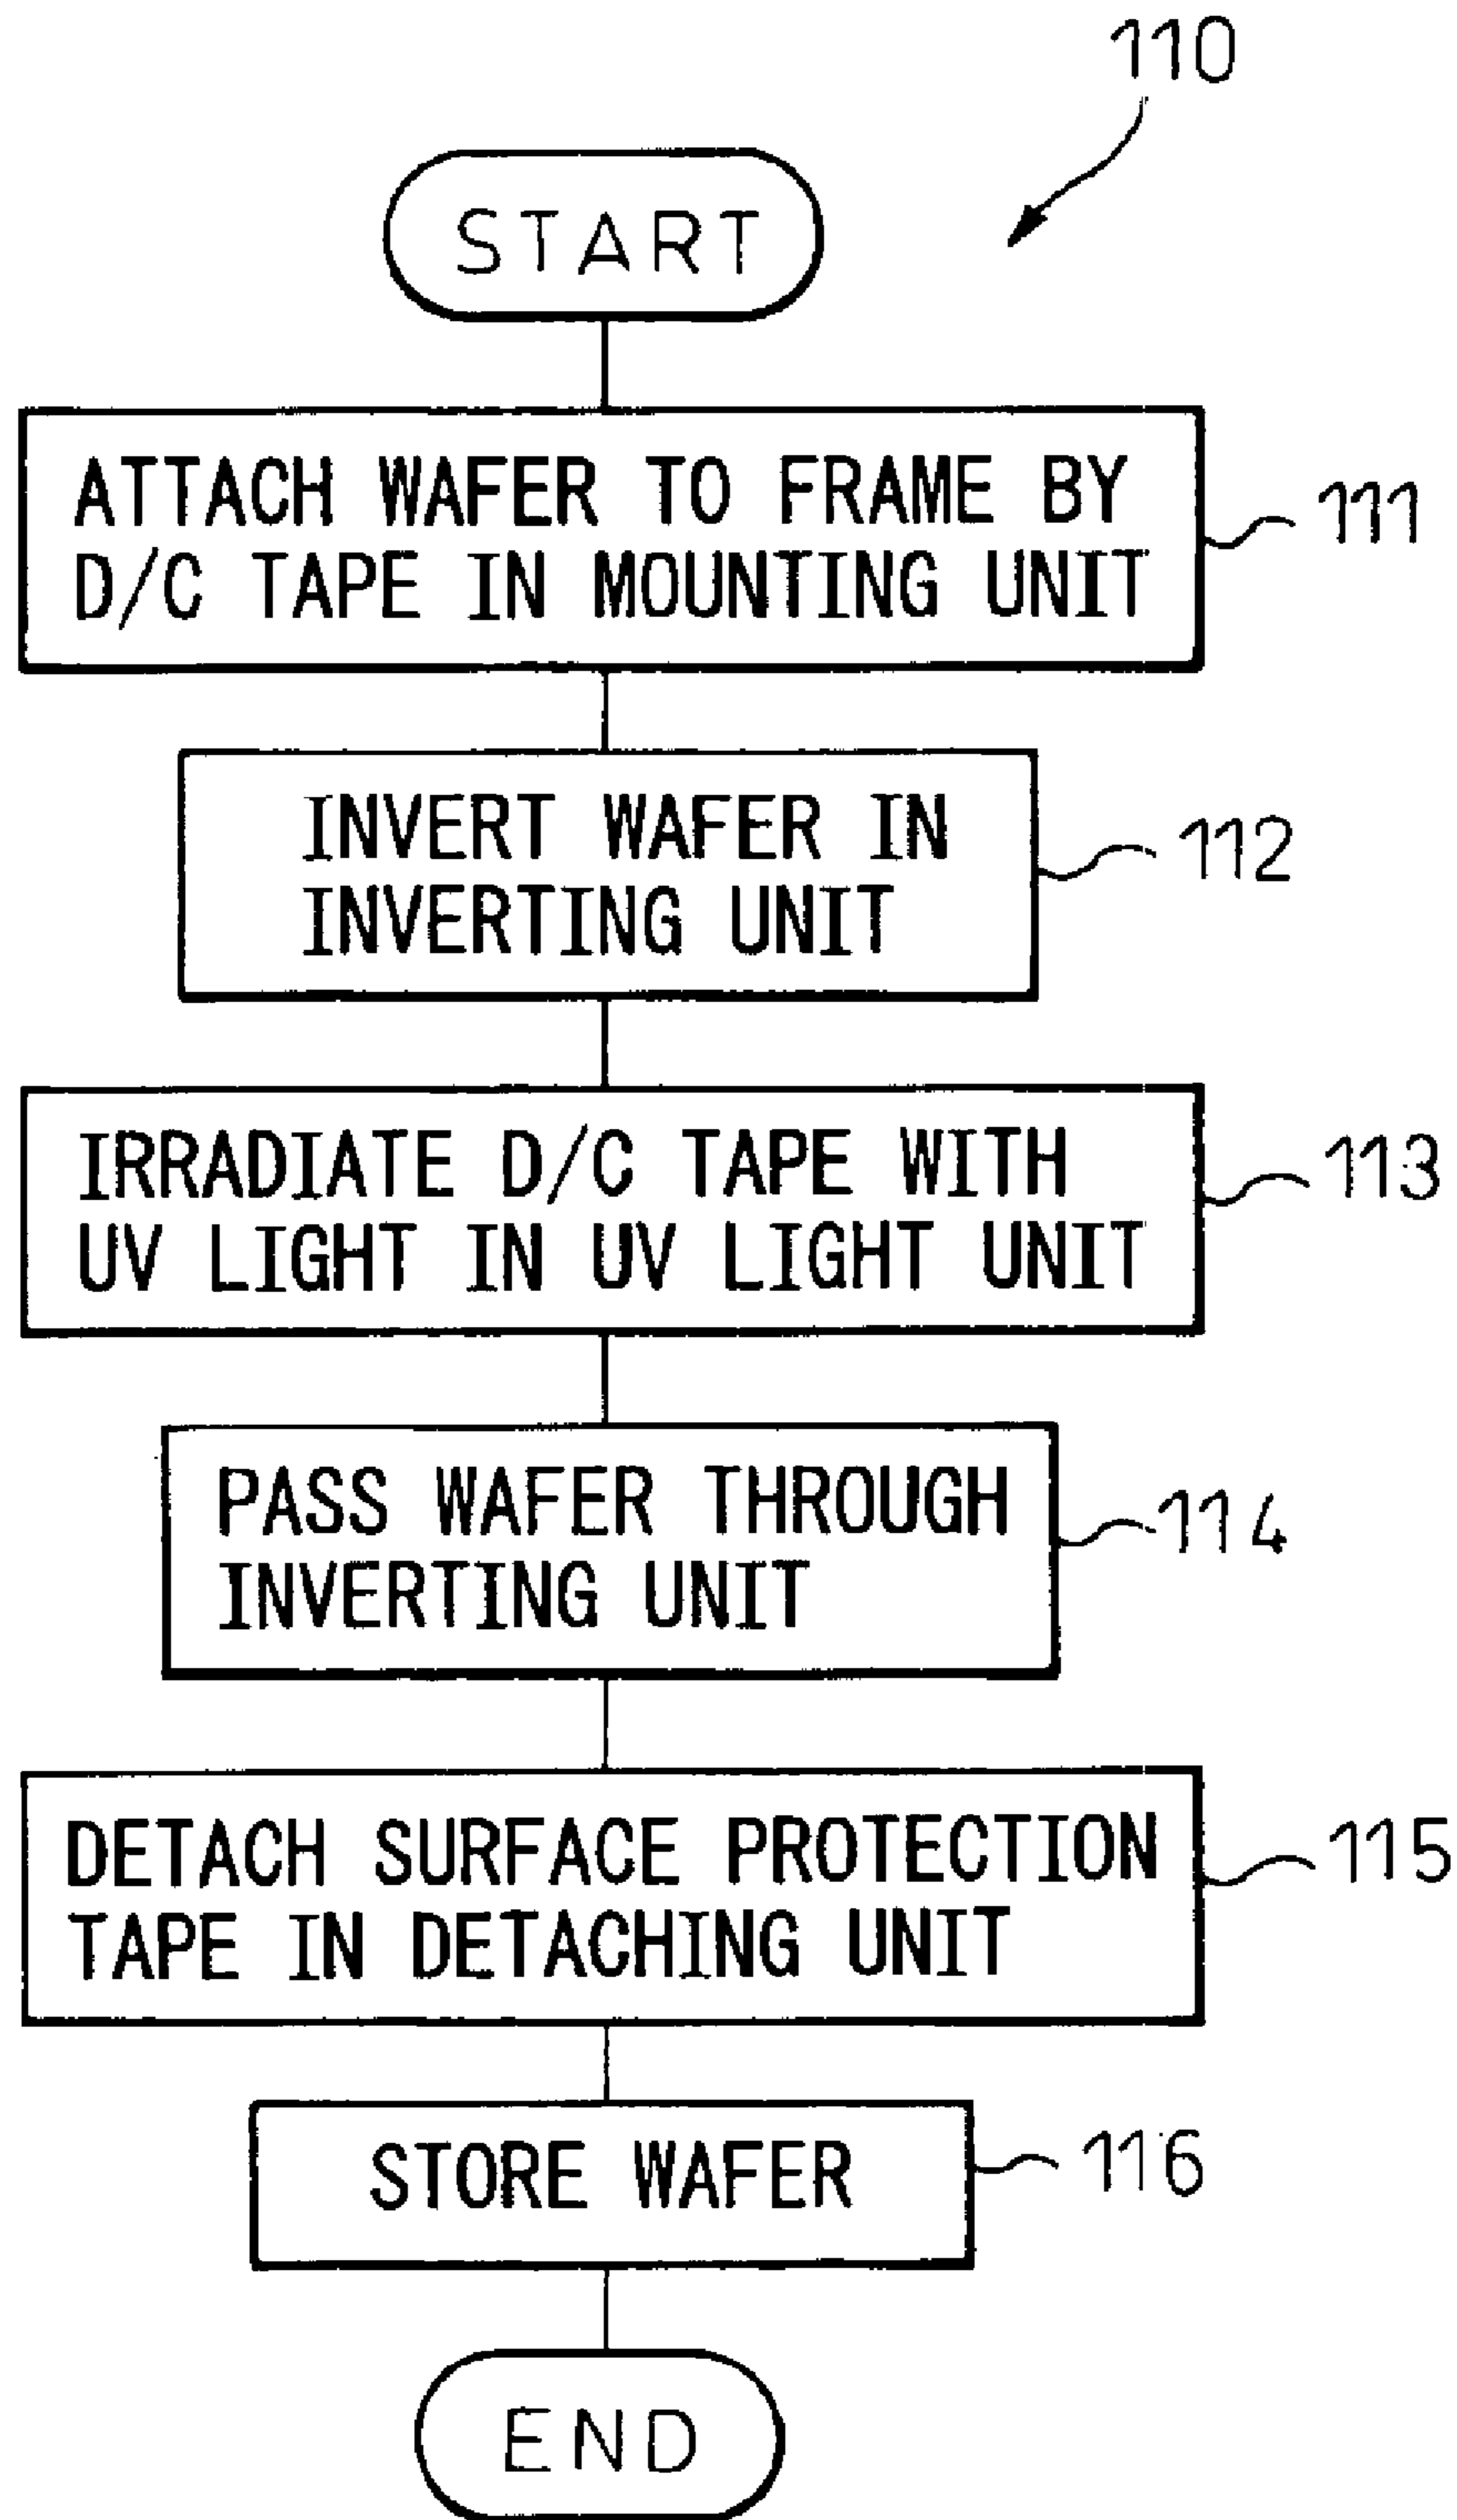 110
START
ATTACH WAFER TO FRAME BY
D/C TAPE IN MOUNTING UNIT
111
INVERT WAFER IN
INVERTING UNIT
112
IRRADIATE D/C TAPE WITH
UV LIGHT IN UV LIGHT UNIT
113
PASS WAFER THROUGH
INVERTING UNIT
114
DETACH SURFACE PROTECTION
TAPE IN DETACHING UNIT
115
STORE WAFER
116
END